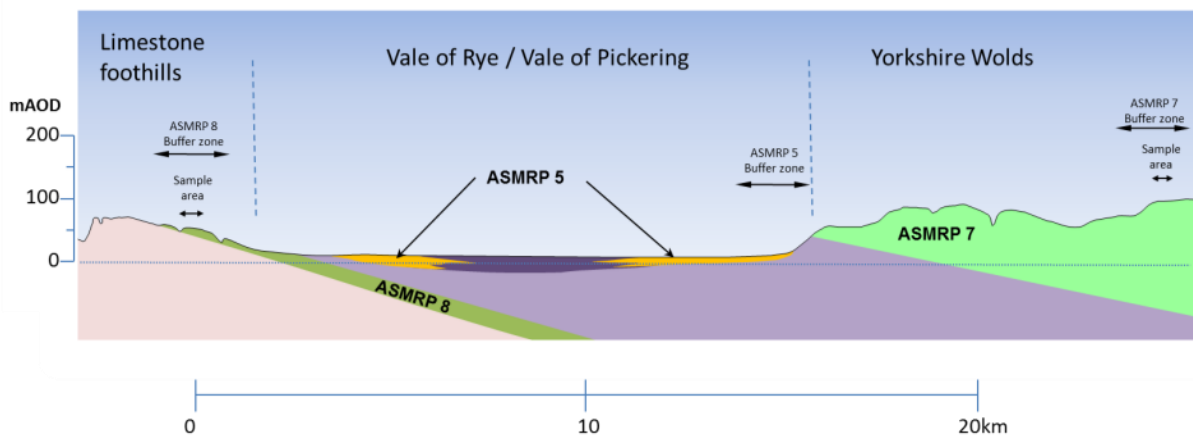 Limestone
foothills
Vale of Rye / Vale of Pickering
Yorkshire Wolds
mAOD
200
100
0
ASMRP 8
Buffer zone
Sample
area
ASMRP 5
ASMRP 5
Buffer zone
ASMRP 7
Buffer zone
Sample
area
ASMRP 7
ASMRP 8
0
10
20km